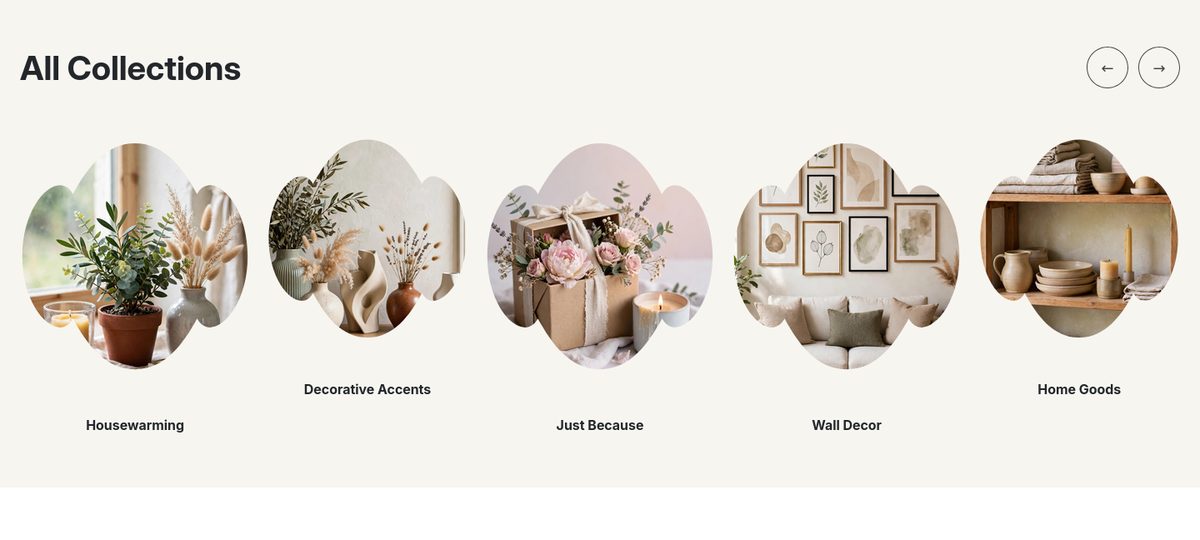 All Collections
← →
Housewarming
Decorative Accents
Just Because
Wall Decor
Home Goods